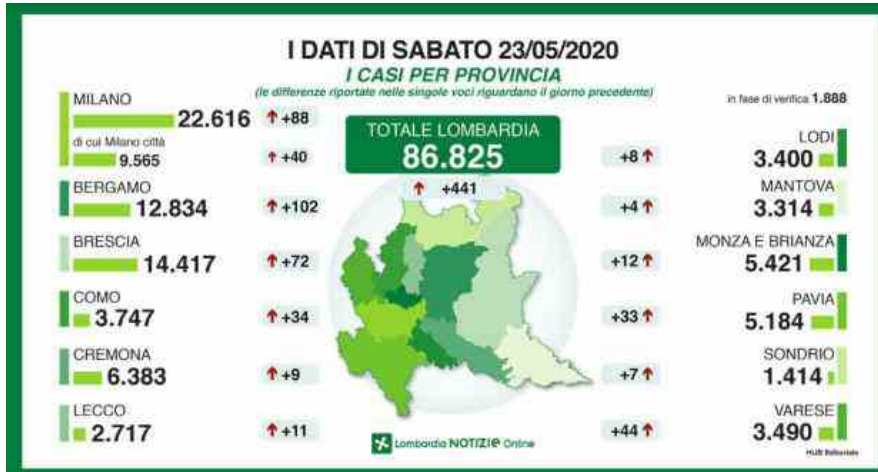 I DATI DI SABATO 23/05/2020
I CASI PER PROVINCIA
(le differenze riportate nelle singole voci riguardano il giorno precedente)
in fase di verifica 1.888
TOTALE LOMBARDIA
86.825
+441
MILANO
22.616 +88
di cui Milano città
9.565 +40
BERGAMO
12.834 +102
BRESCIA
14.417 +72
COMO
3.747 +34
CREMONA
6.383 +9
LECCO
2.717 +11
LODI
+8 3.400
MANTOVA
+4 3.314
MONZA E BRIANZA
+12 5.421
PAVIA
+33 5.184
SONDRIO
+7 1.414
VARESE
+44 3.490
Lombardia NOTIZIE Online
HUB Editoriale